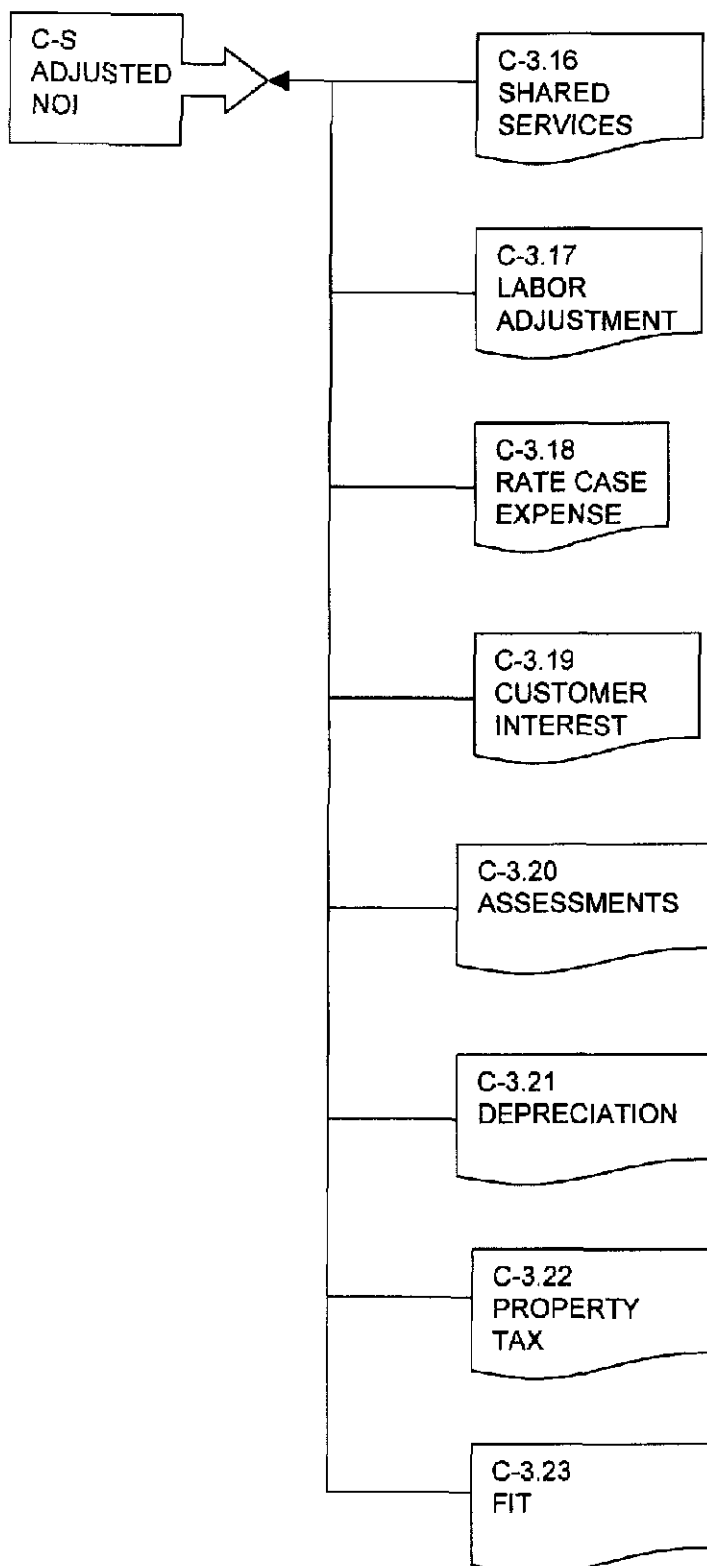 C-S
ADJUSTED
NOI
C-3.16
SHARED
SERVICES
C-3.17
LABOR
ADJUSTMENT
C-3.18
RATE CASE
EXPENSE
C-3.19
CUSTOMER
INTEREST
C-3.20
ASSESSMENTS
C-3.21
DEPRECIATION
C-3.22
PROPERTY
TAX
C-3.23
FIT